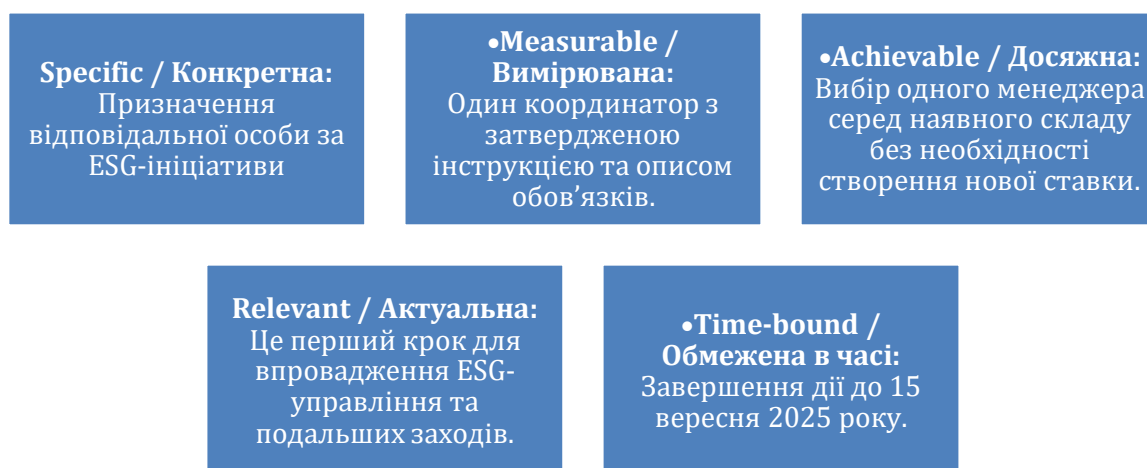 Specific / Конкретна:
Призначення
відповідальної особи за
ESG-ініціативи
•Measurable /
Вимірювана:
Один координатор з
затвердженою
інструкцією та описом
обов’язків.
•Achievable / Досяжна:
Вибір одного менеджера
серед наявного складу
без необхідності
створення нової ставки.
Relevant / Актуальна:
Це перший крок для
впровадження ESG-
управління та
подальших заходів.
•Time-bound /
Обмежена в часі:
Завершення дії до 15
вересня 2025 року.